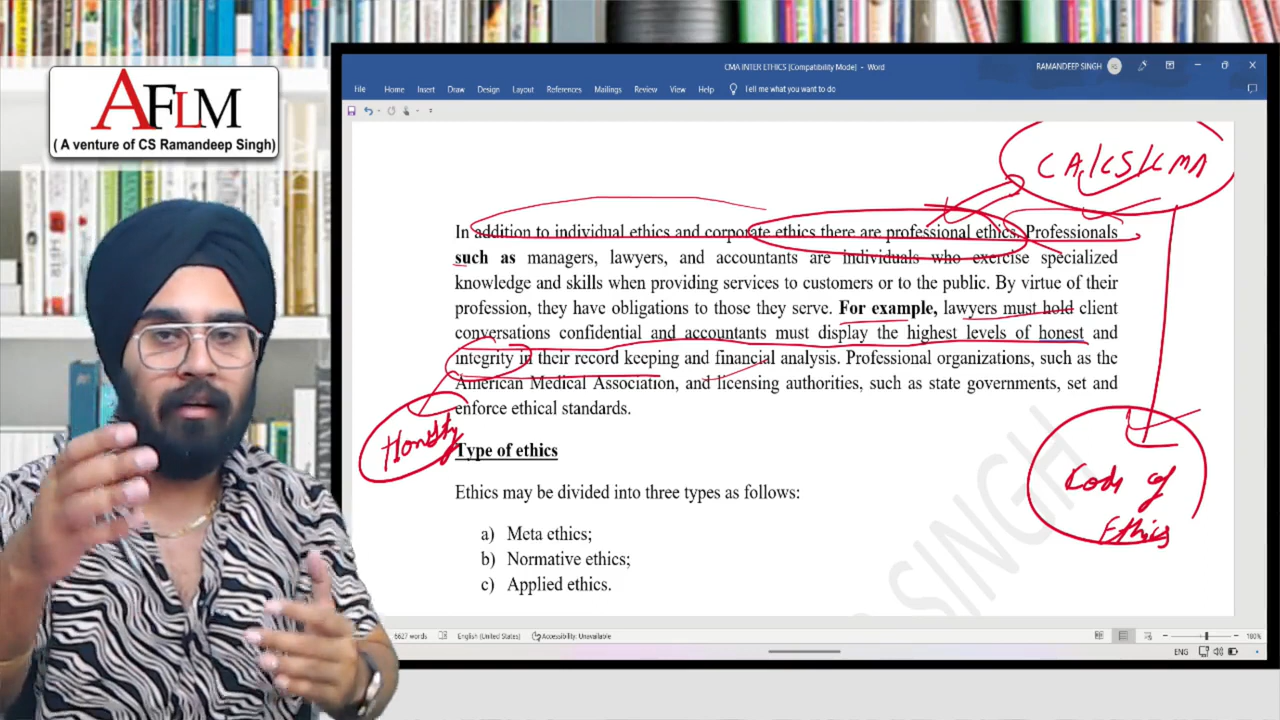 AFLM
( A venture of CS Ramandeep Singh)
CMA INTER ETHICS [Compatibility Mode] - Word
RAMANDEEP SINGH
File Home Insert Draw Design Layout References Mailings Review View Help Tell me what you want to do
CA/CS/CMA
In addition to individual ethics and corporate ethics there are professional ethics. Professionals
such as managers, lawyers, and accountants are individuals who exercise specialized
knowledge and skills when providing services to customers or to the public. By virtue of their
profession, they have obligations to those they serve. For example, lawyers must hold client
conversations confidential and accountants must display the highest levels of honest and
integrity in their record keeping and financial analysis. Professional organizations, such as the
American Medical Association, and licensing authorities, such as state governments, set and
enforce ethical standards.
Honesty
Type of ethics
Code of
Ethics
Ethics may be divided into three types as follows:
a) Meta ethics;
b) Normative ethics;
c) Applied ethics.
SINGH
6627 words English (United States) Accessibility: Unavailable 180%
ENG